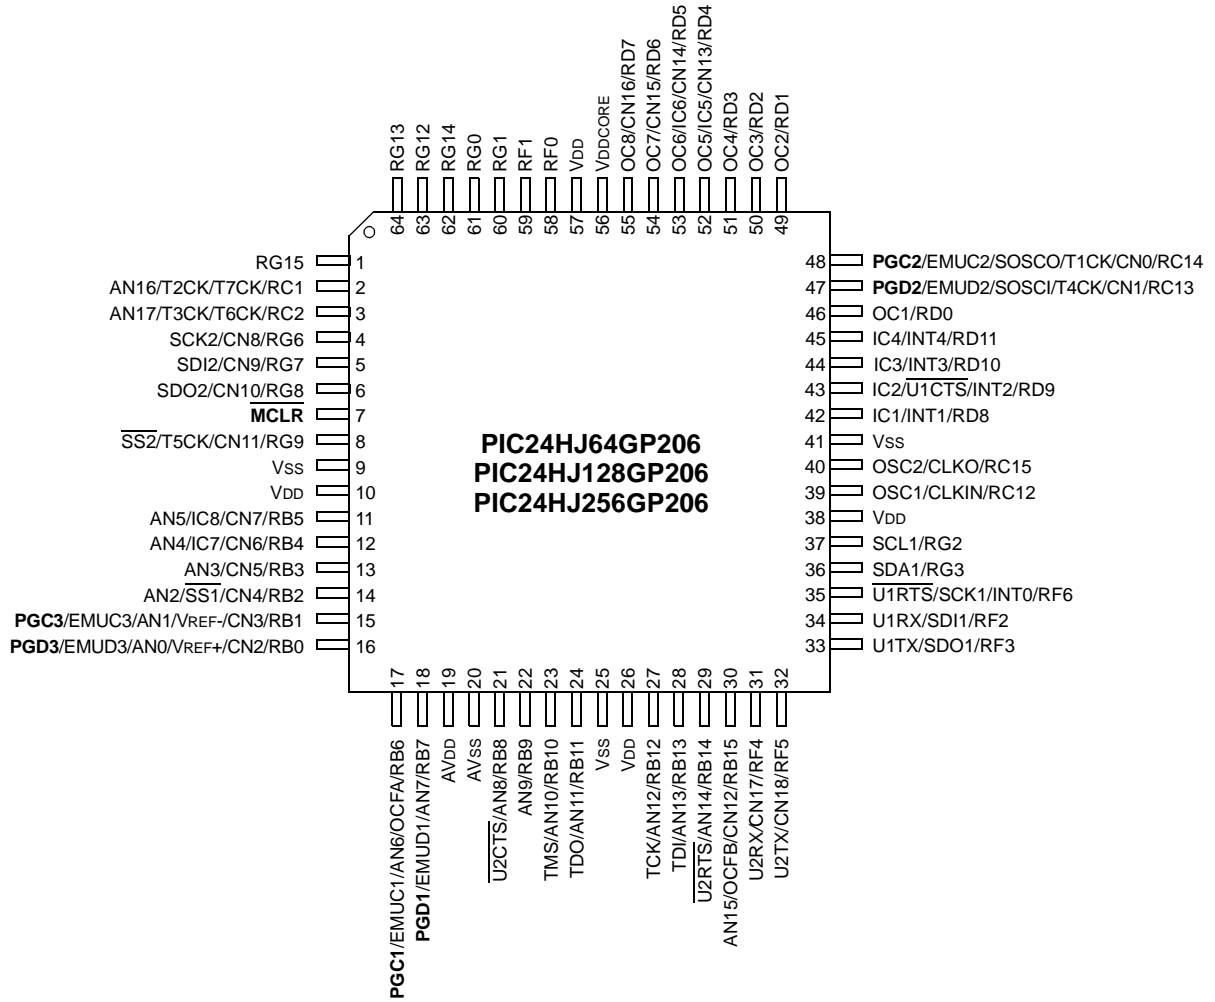 RG13
RG12
RG14
RG0
RG1
RF1
RF0
VDD
VDDCORE
OC8/CN16/RD7
OC7/CN15/RD6
OC6/IC6/CN14/RD5
OC5/IC5/CN13/RD4
OC4/RD3
OC3/RD2
OC2/RD1
64
63
62
61
60
59
58
57
56
55
54
53
52
51
50
49
RG15 1
AN16/T2CK/T7CK/RC1 2
AN17/T3CK/T6CK/RC2 3
SCK2/CN8/RG6 4
SDI2/CN9/RG7 5
SDO2/CN10/RG8 6
MCLR 7
SS2/T5CK/CN11/RG9 8
VSS 9
VDD 10
AN5/IC8/CN7/RB5 11
AN4/IC7/CN6/RB4 12
AN3/CN5/RB3 13
AN2/SS1/CN4/RB2 14
PGC3/EMUC3/AN1/VREF-/CN3/RB1 15
PGD3/EMUD3/AN0/VREF+/CN2/RB0 16
PIC24HJ64GP206
PIC24HJ128GP206
PIC24HJ256GP206
48 PGC2/EMUC2/SOSCO/T1CK/CN0/RC14
47 PGD2/EMUD2/SOSCI/T4CK/CN1/RC13
46 OC1/RD0
45 IC4/INT4/RD11
44 IC3/INT3/RD10
43 IC2/U1CTS/INT2/RD9
42 IC1/INT1/RD8
41 VSS
40 OSC2/CLKO/RC15
39 OSC1/CLKIN/RC12
38 VDD
37 SCL1/RG2
36 SDA1/RG3
35 U1RTS/SCK1/INT0/RF6
34 U1RX/SDI1/RF2
33 U1TX/SDO1/RF3
17
18
19
20
21
22
23
24
25
26
27
28
29
30
31
32
PGC1/EMUC1/AN6/OCFA/RB6
PGD1/EMUD1/AN7/RB7
AVDD
AVSS
U2CTS/AN8/RB8
AN9/RB9
TMS/AN10/RB10
TDO/AN11/RB11
VSS
VDD
TCK/AN12/RB12
TDI/AN13/RB13
U2RTS/AN14/RB14
AN15/OCFB/CN12/RB15
U2RX/CN17/RF4
U2TX/CN18/RF5